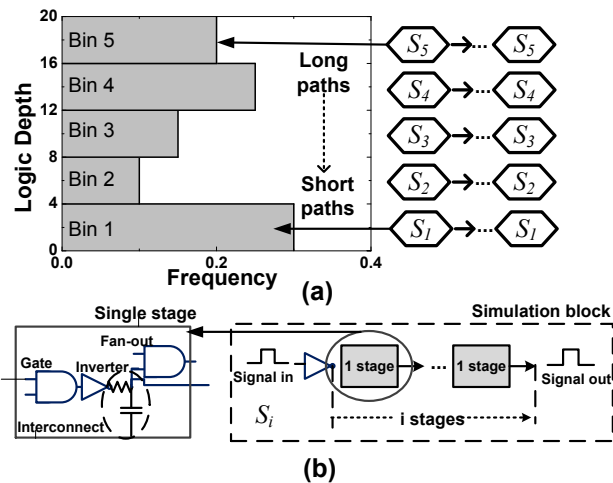 20
16
12
8
4
0
Logic Depth
Bin 5
Bin 4
Bin 3
Bin 2
Bin 1
Long
paths
Short
paths
0.0
0.2
0.4
Frequency
(a)
S5 ... S5
S4 ... S4
S3 ... S3
S2 ... S2
S1 ... S1
Single stage
Fan-out
Gate
Inverter
Interconnect
Simulation block
Signal in
1 stage
...
1 stage
Signal out
Si
i stages
(b)